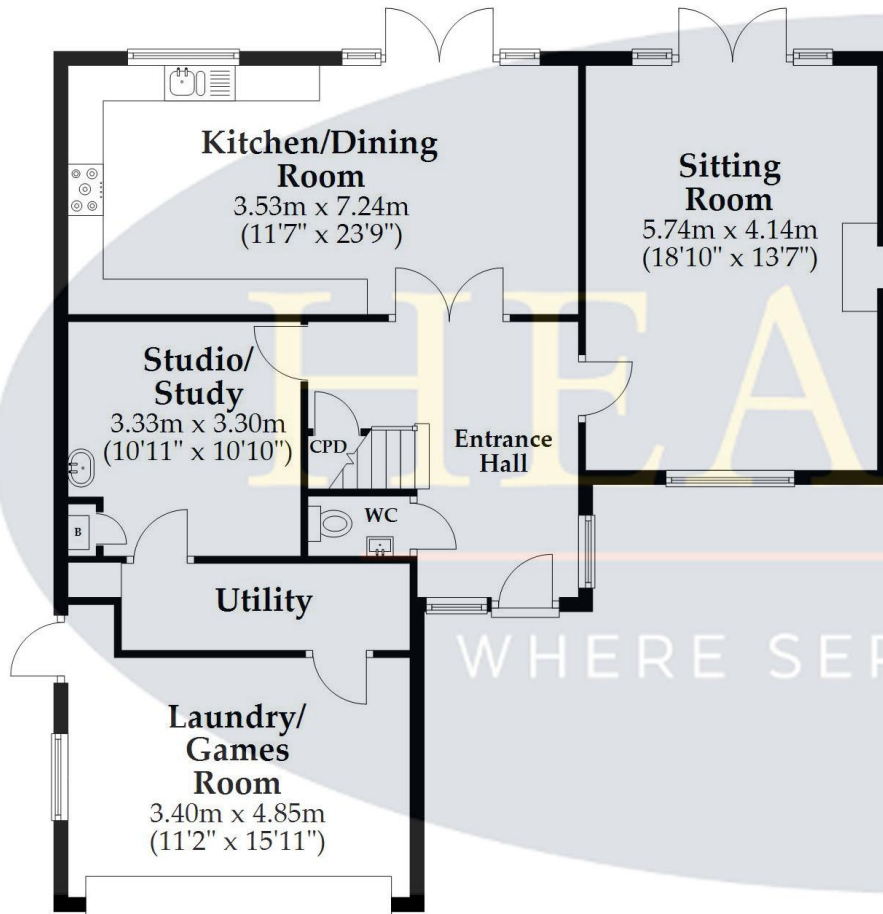 Kitchen/Dining
Room
3.53m x 7.24m
(11'7" x 23'9")
Sitting
Room
5.74m x 4.14m
(18'10" x 13'7")
HEA
Studio/
Study
3.33m x 3.30m
(10'11" x 10'10")
CPD
Entrance
Hall
WC
B
Utility
WHERE SER
Laundry/
Games
Room
3.40m x 4.85m
(11'2" x 15'11")